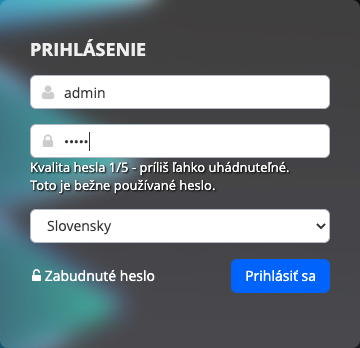 PRIHLÁSENIE
admin
•••••
Kvalita hesla 1/5 - príliš ľahko uhádnuteľné.
Toto je bežne používané heslo.
Slovensky
Zabudnuté heslo
Prihlásiť sa